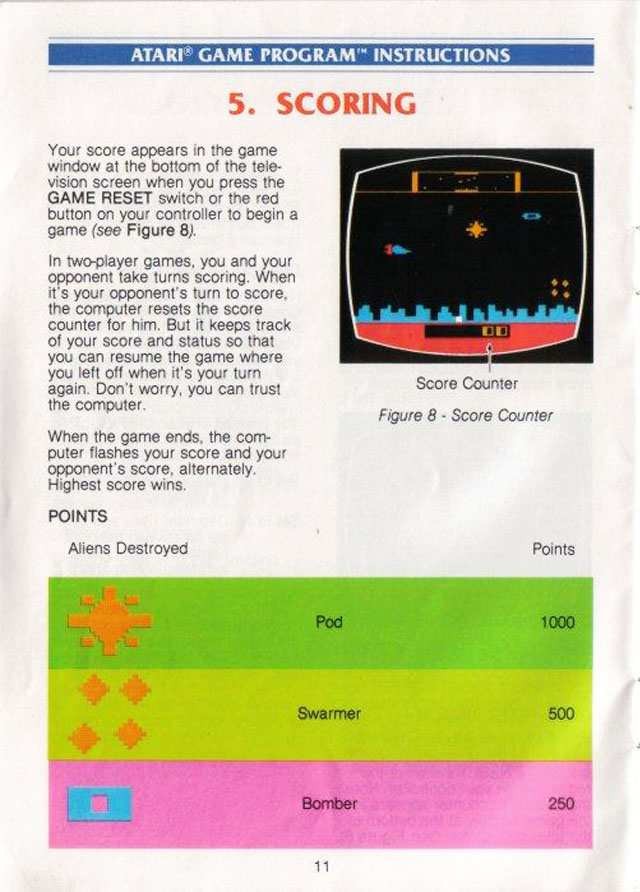 ATARI® GAME PROGRAM™ INSTRUCTIONS
5. SCORING
Your score appears in the game
window at the bottom of the tele-
vision screen when you press the
GAME RESET switch or the red
button on your controller to begin a
game (see Figure 8).
In two-player games, you and your
opponent take turns scoring. When
it's your opponent's turn to score,
the computer resets the score
counter for him. But it keeps track
of your score and status so that
you can resume the game where
you left off when it's your turn
again. Don't worry, you can trust
the computer.
When the game ends, the com-
puter flashes your score and your
opponent's score, alternately.
Highest score wins.
00
Score Counter
Figure 8 - Score Counter
POINTS
Aliens Destroyed Points
Pod 1000
Swarmer 500
Bomber 250
11